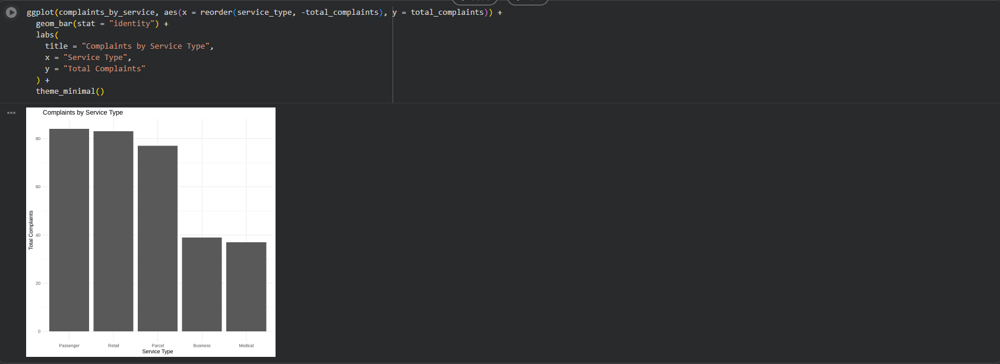 ggplot(complaints_by_service, aes(x = reorder(service_type, -total_complaints), y = total_complaints)) +
  geom_bar(stat = "identity") +
  labs(
    title = "Complaints by Service Type",
    x = "Service Type",
    y = "Total Complaints"
  ) +
  theme_minimal()
Complaints by Service Type
Total Complaints
80
60
40
20
0
Passenger Retail Parcel Business Medical
Service Type